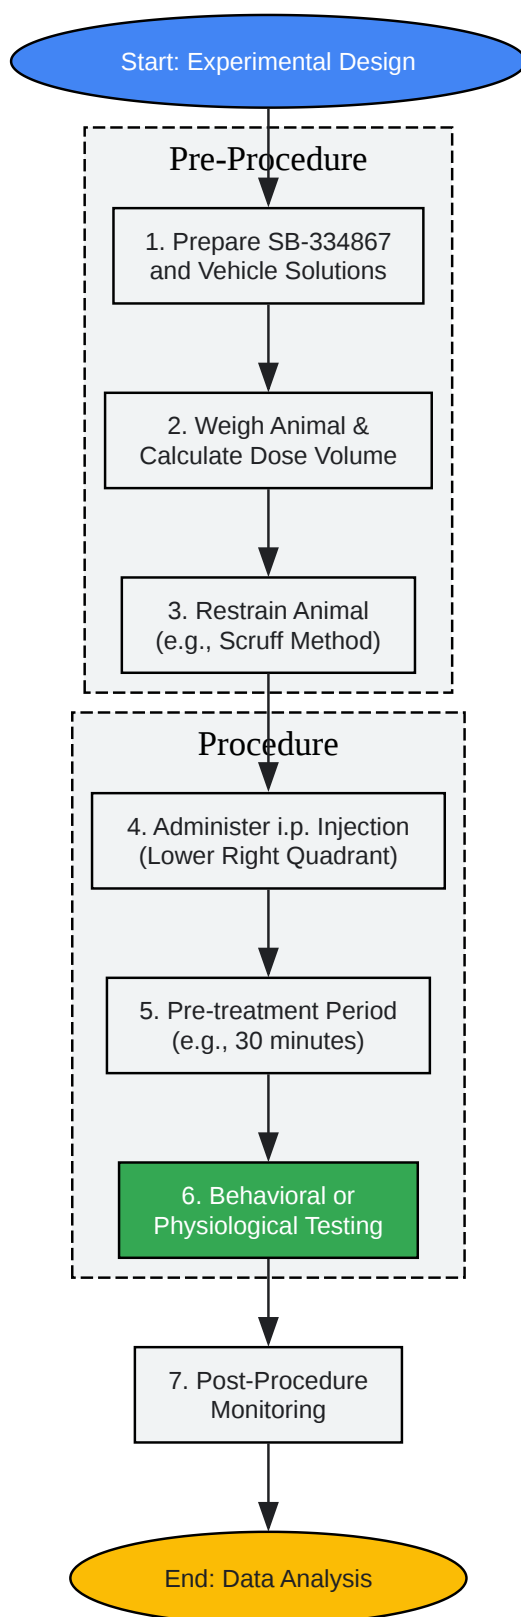 Start: Experimental Design
Pre-Procedure
1. Prepare SB-334867
and Vehicle Solutions
2. Weigh Animal &
Calculate Dose Volume
3. Restrain Animal
(e.g., Scruff Method)
Procedure
4. Administer i.p. Injection
(Lower Right Quadrant)
5. Pre-treatment Period
(e.g., 30 minutes)
6. Behavioral or
Physiological Testing
7. Post-Procedure
Monitoring
End: Data Analysis